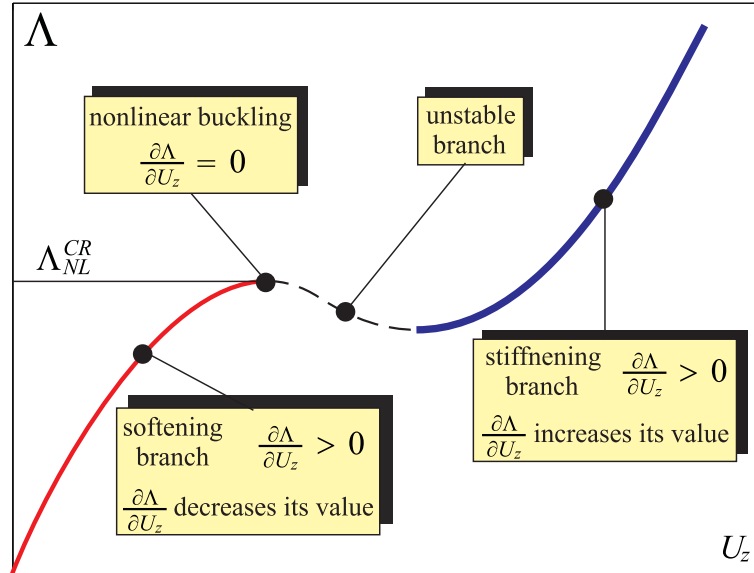 Λ
nonlinear buckling
∂Λ/∂U_z = 0
unstable
branch
Λ_NL^CR
stiffnening
branch ∂Λ/∂U_z > 0
∂Λ/∂U_z increases its value
softening
branch ∂Λ/∂U_z > 0
∂Λ/∂U_z decreases its value
U_z